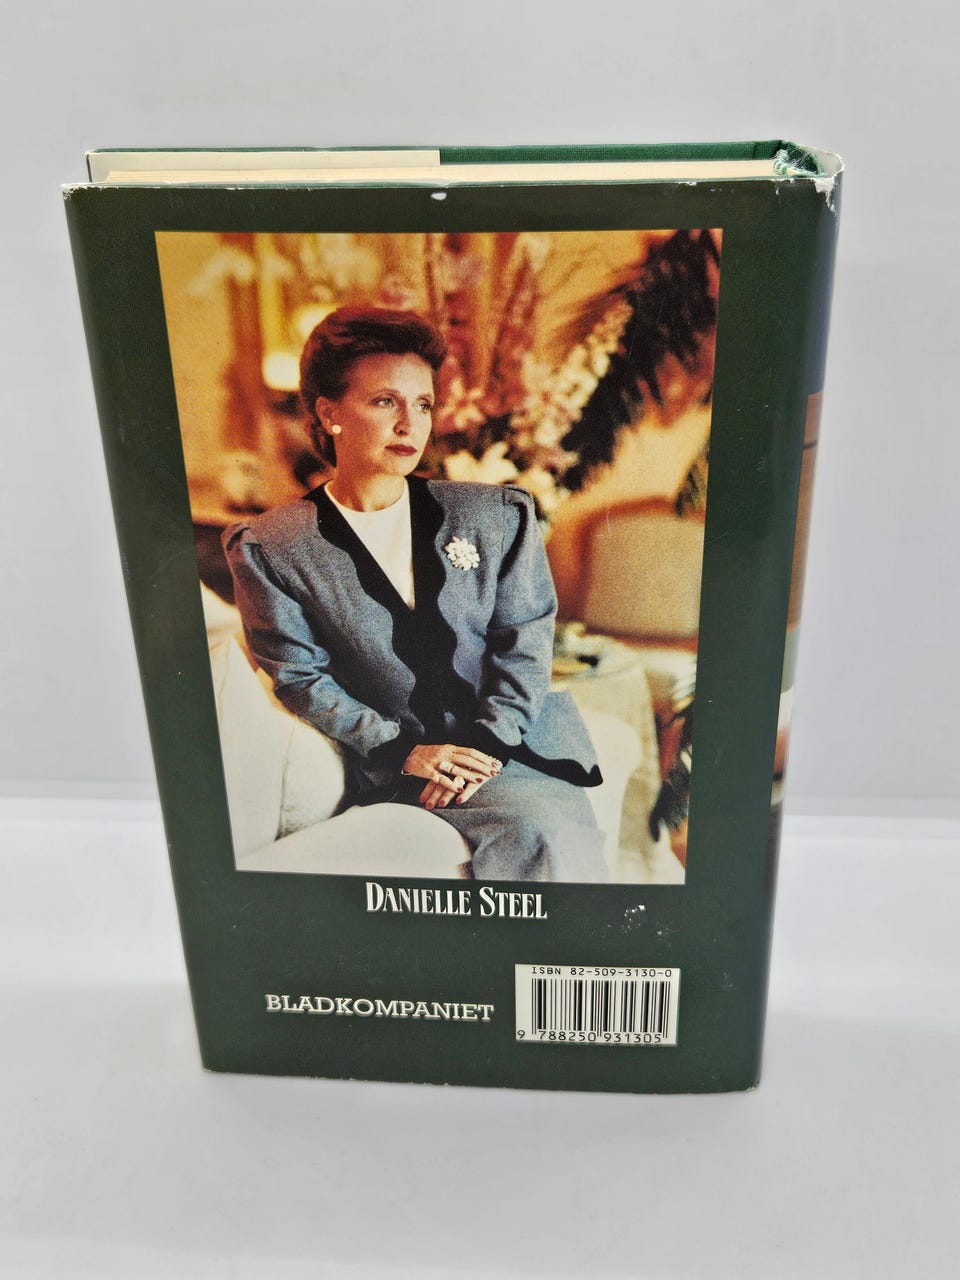 DANIELLE STEEL
BLADKOMPANIET
ISBN 82-509-3130-0
9 788250 931305